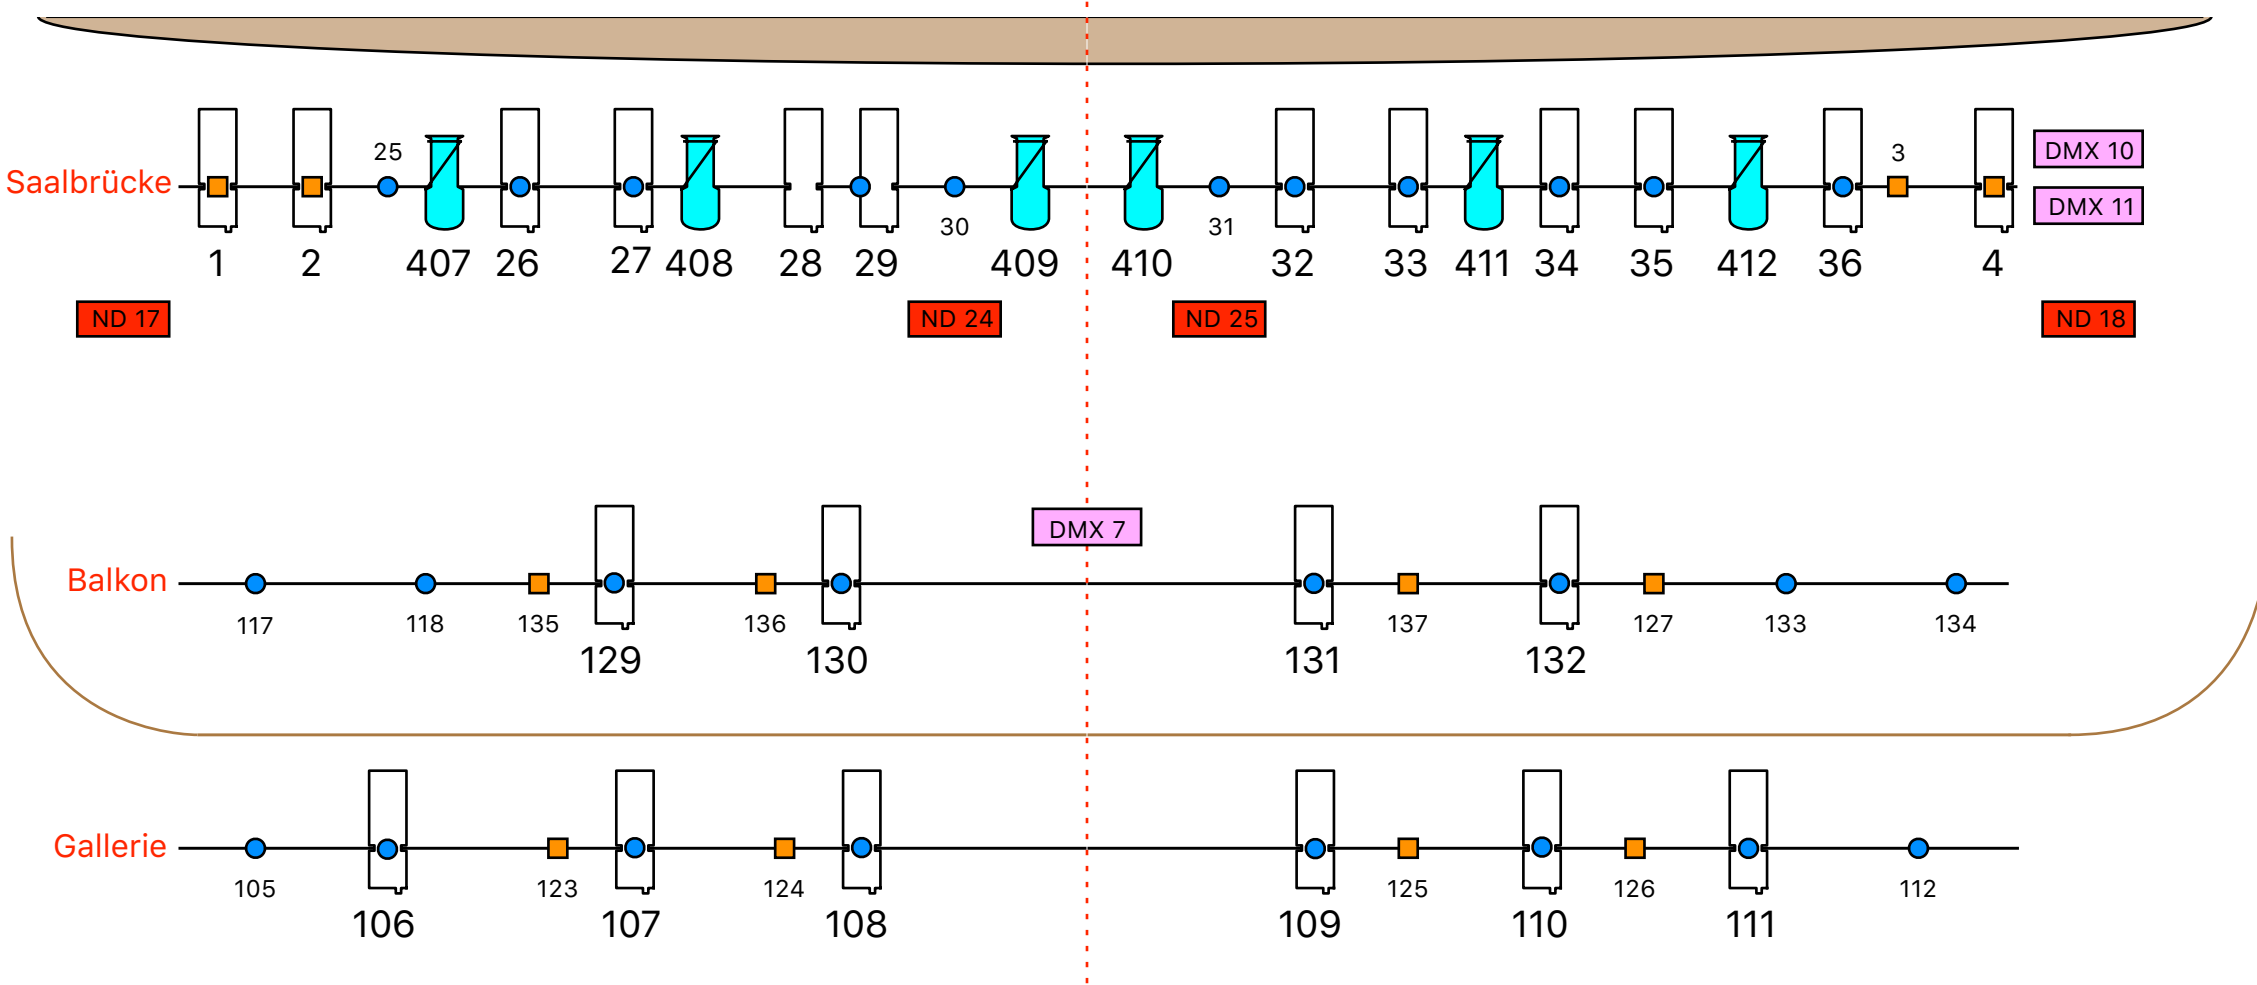 25 3
Saalbrücke DMX 10
DMX 11
30 31
1 2 407 26 27 408 28 29 409 410 32 33 411 34 35 412 36 4
ND 17 ND 24 ND 25 ND 18
DMX 7
Balkon
117 118 135 136 137 127 133 134
129 130 131 132
Gallerie
105 123 124 125 126 112
106 107 108 109 110 111